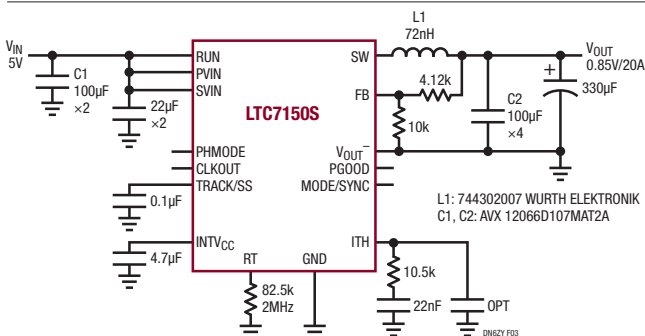 L1
72nH
VIN
5V
C1
100µF
×2
22µF
×2
RUN
PVIN
SVIN
LTC7150S
PHMODE
CLKOUT
TRACK/SS
0.1µF
INTVCC
4.7µF
RT
GND
82.5k
2MHz
SW
FB
4.12k
10k
VOUT–
PGOOD
MODE/SYNC
ITH
10.5k
22nF
OPT
VOUT
0.85V/20A
+
330µF
C2
100µF
×4
L1: 744302007 WURTH ELEKTRONIK
C1, C2: AVX 12066D107MAT2A
DN6ZY F03